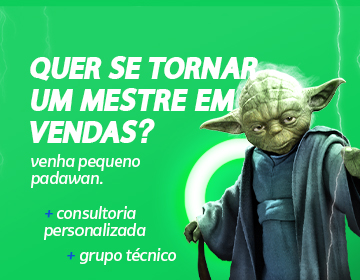 QUER SE TORNAR
UM MESTRE EM
VENDAS?
venha pequeno
padawan.
+ consultoria
personalizada
+ grupo técnico